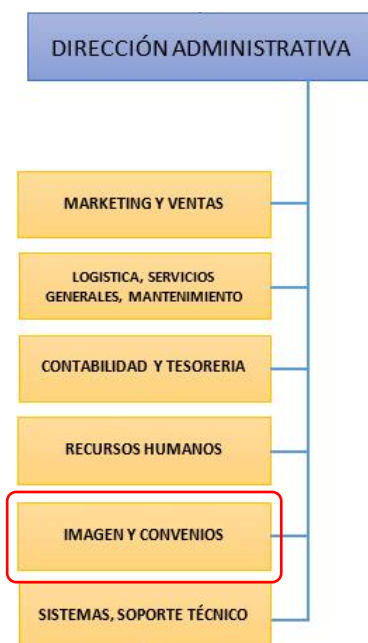 DIRECCIÓN ADMINISTRATIVA
MARKETING Y VENTAS
LOGISTICA, SERVICIOS
GENERALES, MANTENIMIENTO
CONTABILIDAD Y TESORERIA
RECURSOS HUMANOS
IMAGEN Y CONVENIOS
SISTEMAS, SOPORTE TÉCNICO